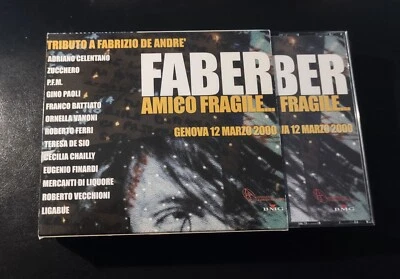 TRIBUTO A FABRIZIO DE ANDRE'
ADRIANO CELENTANO
ZUCCHERO
P.F.M.
GINO PAOLI
FRANCO BATTIATO
ORNELLA VANONI
ROBERTO FERRI
TERESA DE SIO
CECILIA CHAILLY
EUGENIO FINARDI
MERCANTI DI LIQUORE
ROBERTO VECCHIONI
LIGABUE
FABER
AMICO FRAGILE...
GENOVA 12 MARZO 2000
BMG
BER
FRAGILE...
A 12 MARZO 2000
BMG